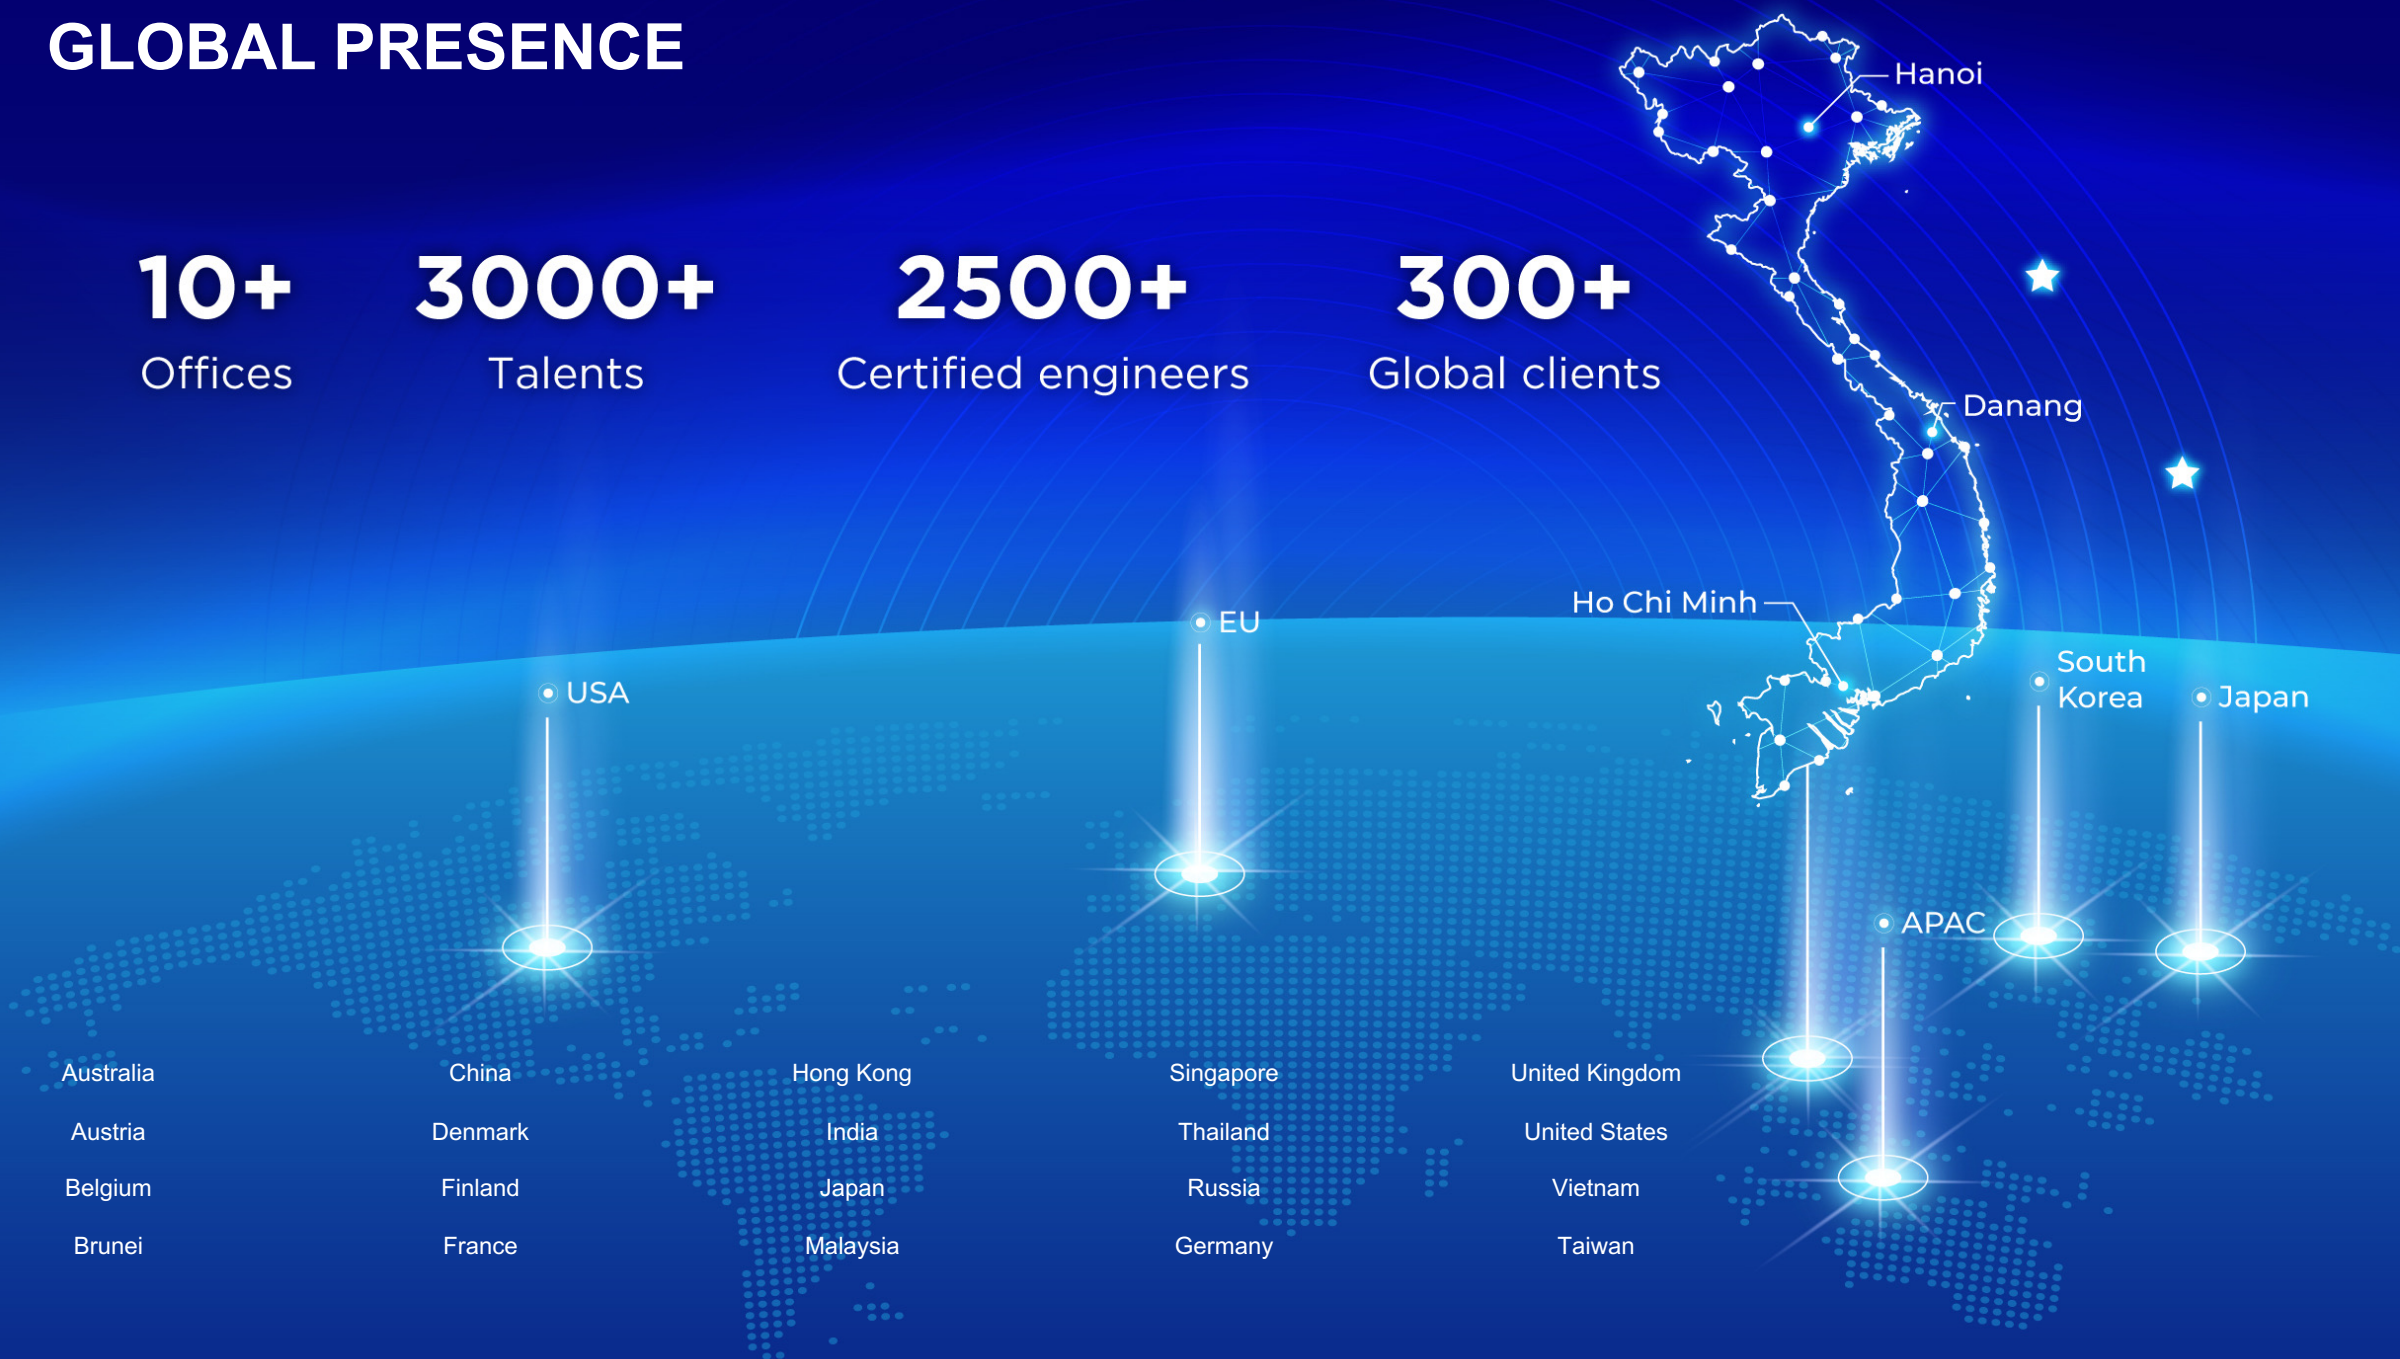 GLOBAL PRESENCE
Hanoi
10+
Offices
3000+
Talents
2500+
Certified engineers
300+
Global clients
Danang
Ho Chi Minh
USA
EU
South
Korea
Japan
APAC
Australia
China
Hong Kong
Singapore
United Kingdom
Austria
Denmark
India
Thailand
United States
Belgium
Finland
Japan
Russia
Vietnam
Brunei
France
Malaysia
Germany
Taiwan